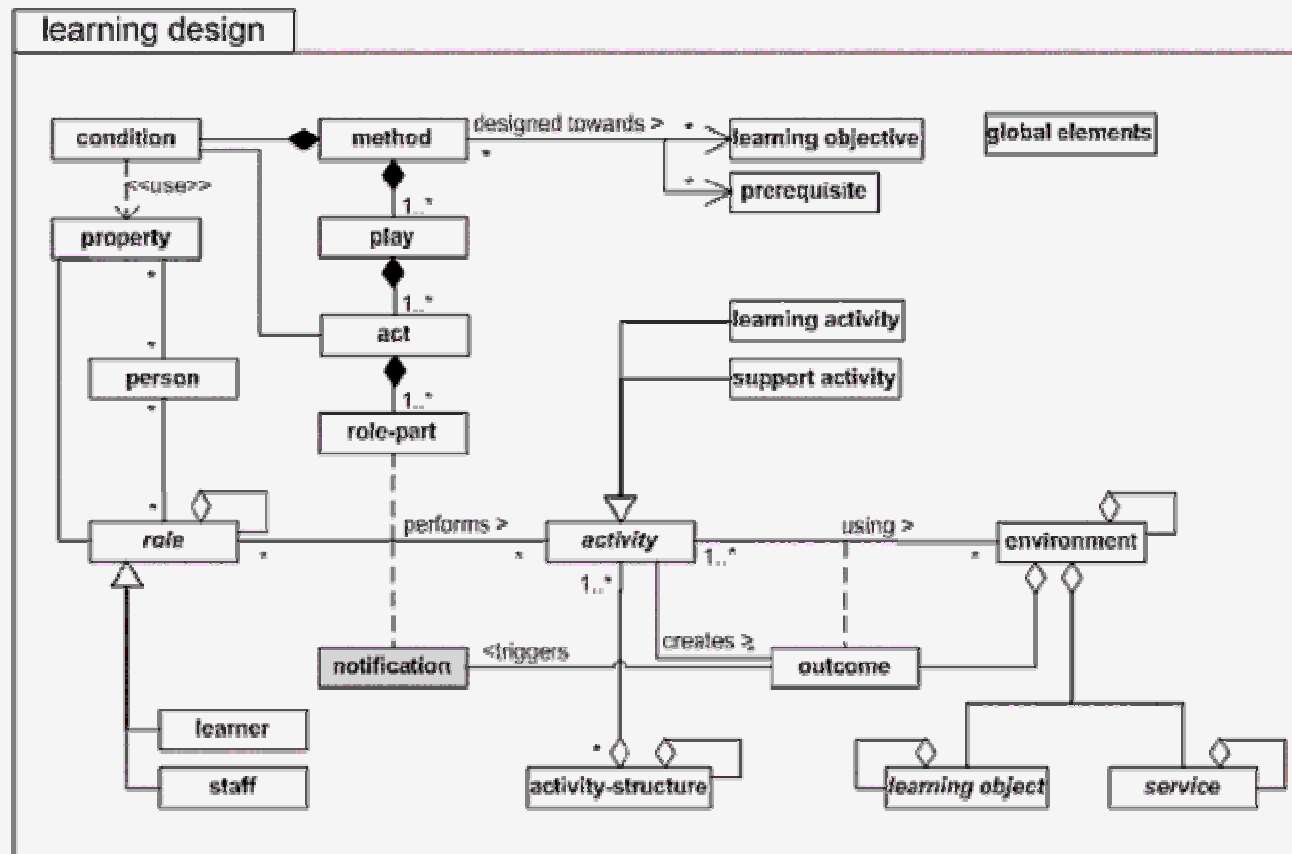 learning design
condition
method
designed towards >
*
*
learning objective
global elements
<<use>>
*
prerequisite
1..*
property
play
*
1..*
learning activity
act
*
support activity
person
*
1..*
role-part
*
role
performs >
*
*
activity
using >
1..*
*
environment
1..*
creates >
<triggers
notification
outcome
learner
*
staff
activity-structure
learning object
service